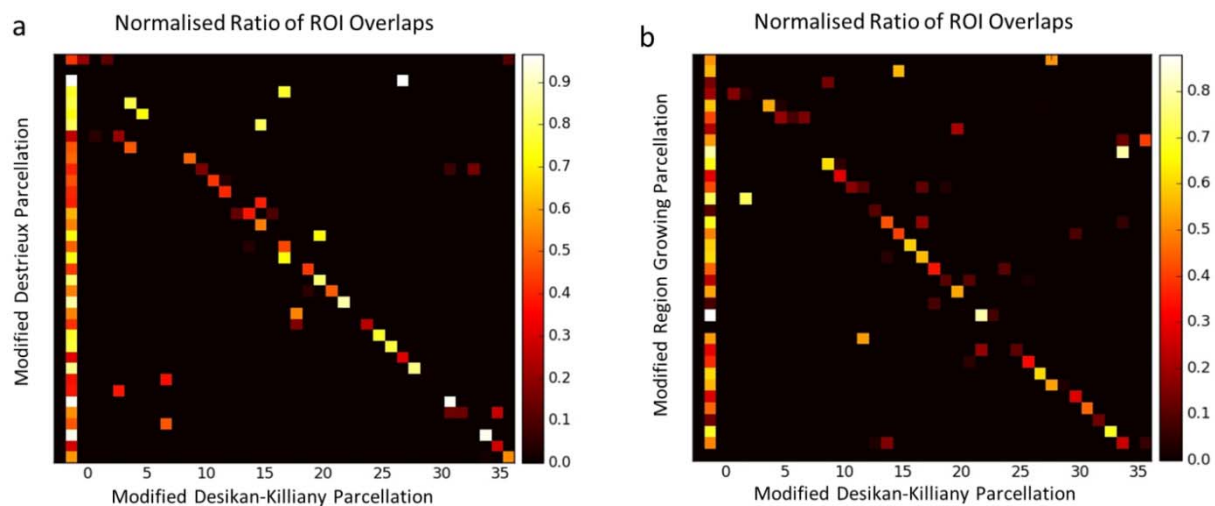 a
Normalised Ratio of ROI Overlaps
Modified Destrieux Parcellation
0 5 10 15 20 25 30 35
Modified Desikan-Killiany Parcellation
0.9
0.8
0.7
0.6
0.5
0.4
0.3
0.2
0.1
0.0
b
Normalised Ratio of ROI Overlaps
Modified Region Growing Parcellation
0 5 10 15 20 25 30 35
Modified Desikan-Killiany Parcellation
0.8
0.7
0.6
0.5
0.4
0.3
0.2
0.1
0.0